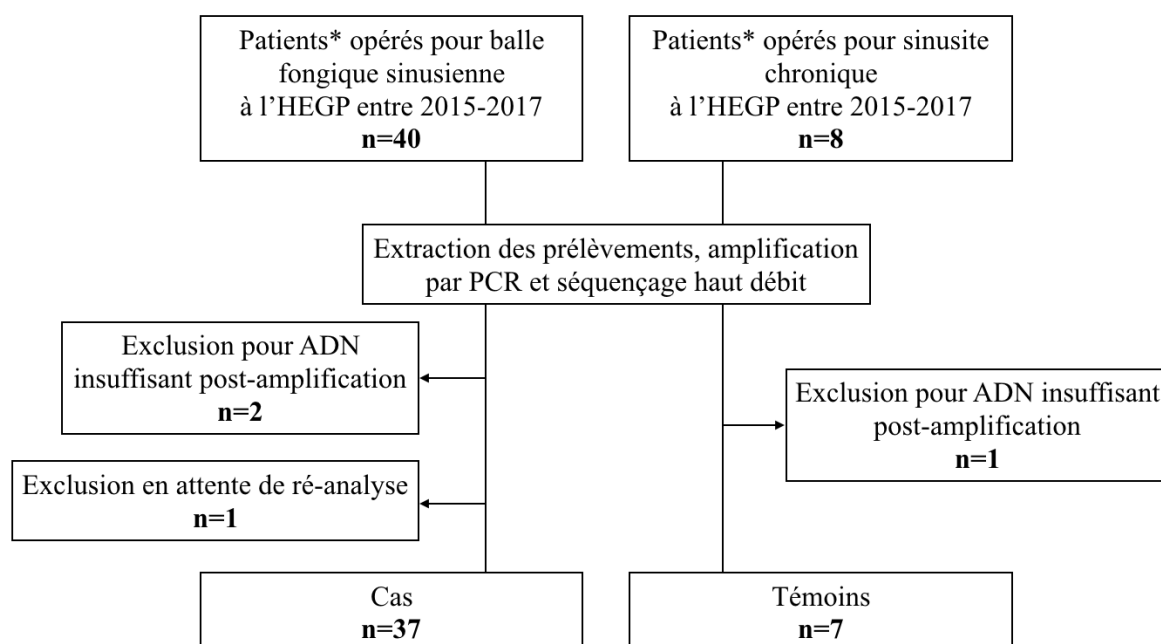 Patients* opérés pour balle
fongique sinusienne
à l’HEGP entre 2015-2017
n=40
Patients* opérés pour sinusite
chronique
à l’HEGP entre 2015-2017
n=8
Extraction des prélèvements, amplification
par PCR et séquençage haut débit
Exclusion pour ADN
insuffisant post-amplification
n=2
Exclusion pour ADN insuffisant
post-amplification
n=1
Exclusion en attente de ré-analyse
n=1
Cas
n=37
Témoins
n=7